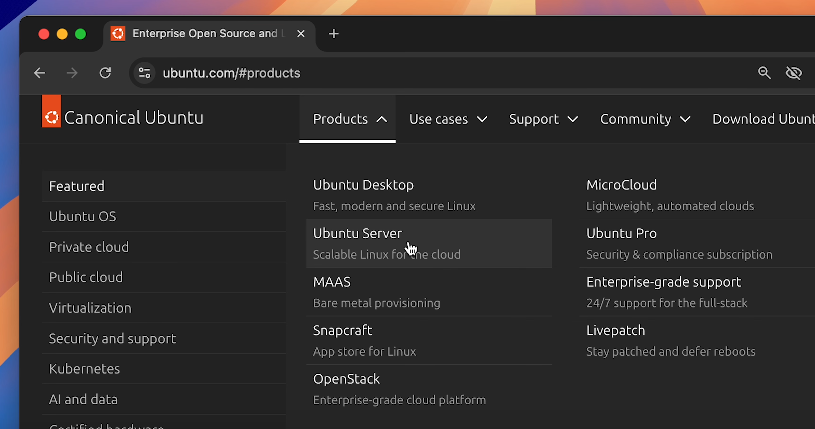 Enterprise Open Source and
ubuntu.com/#products
Canonical Ubuntu
Products
Use cases
Support
Community
Download
Featured
Ubuntu OS
Private cloud
Public cloud
Virtualization
Security and support
Kubernetes
AI and data
Certified hardware
Ubuntu Desktop
Fast, modern and secure Linux
Ubuntu Server
Scalable Linux for the cloud
MAAS
Bare metal provisioning
Snapcraft
App store for Linux
OpenStack
Enterprise-grade cloud platform
MicroCloud
Lightweight, automated clouds
Ubuntu Pro
Security & compliance subscription
Enterprise-grade support
24/7 support for the full-stack
Livepatch
Stay patched and defer reboots